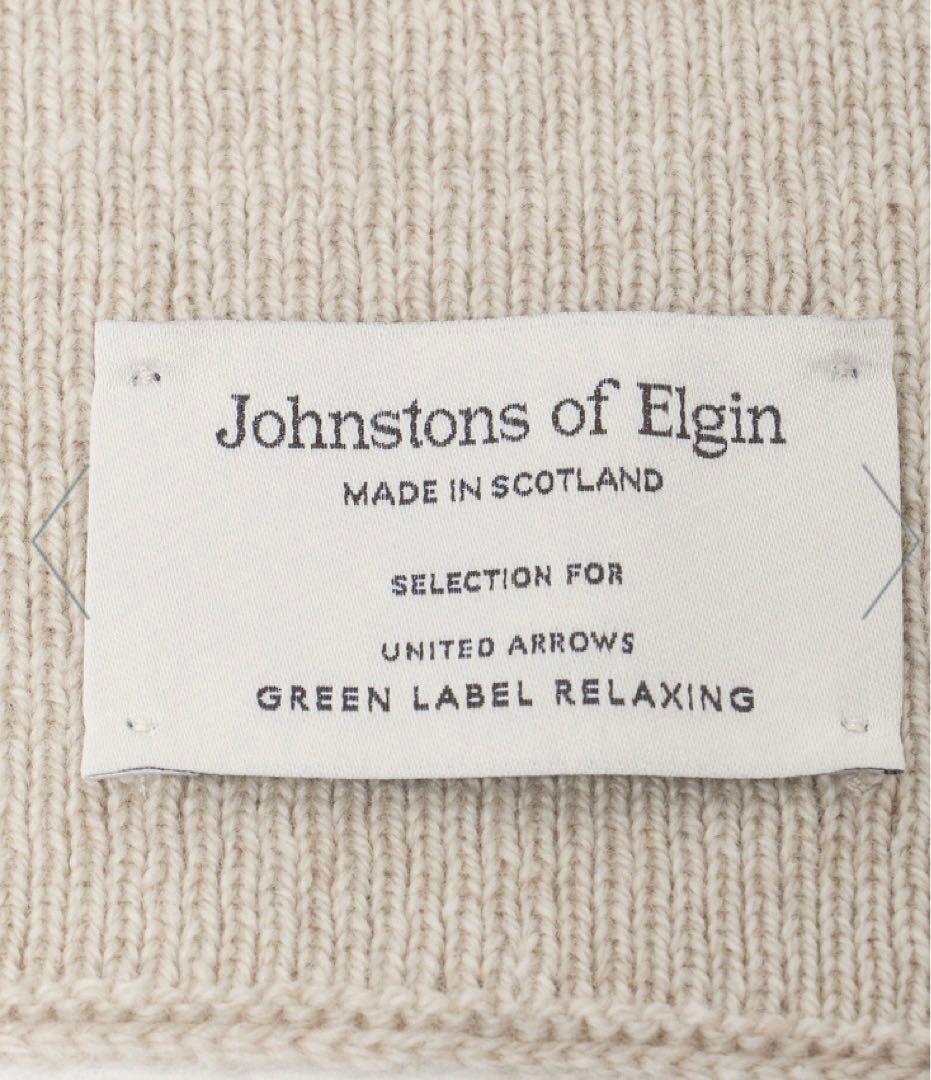 Johnstons of Elgin
MADE IN SCOTLAND
SELECTION FOR
UNITED ARROWS
GREEN LABEL RELAXING